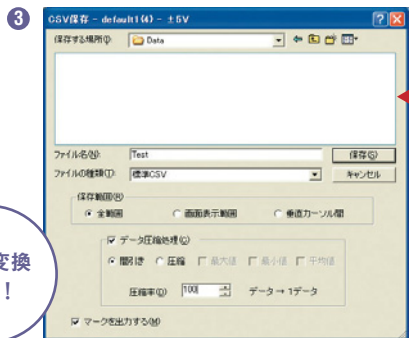 3
CSV保存 - default1(4) - ±5V
保存する場所(I): Data
ファイル名(N): Test 保存(S)
ファイルの種類(T): 標準CSV キャンセル
保存範囲(R)
全範囲 画面表示範囲 垂直カーソル間
データ圧縮処理(C)
間引き 圧縮 最大値 最小値 平均値
圧縮率(D) 100 データ → 1データ
マークを出力する(M)
変換
!